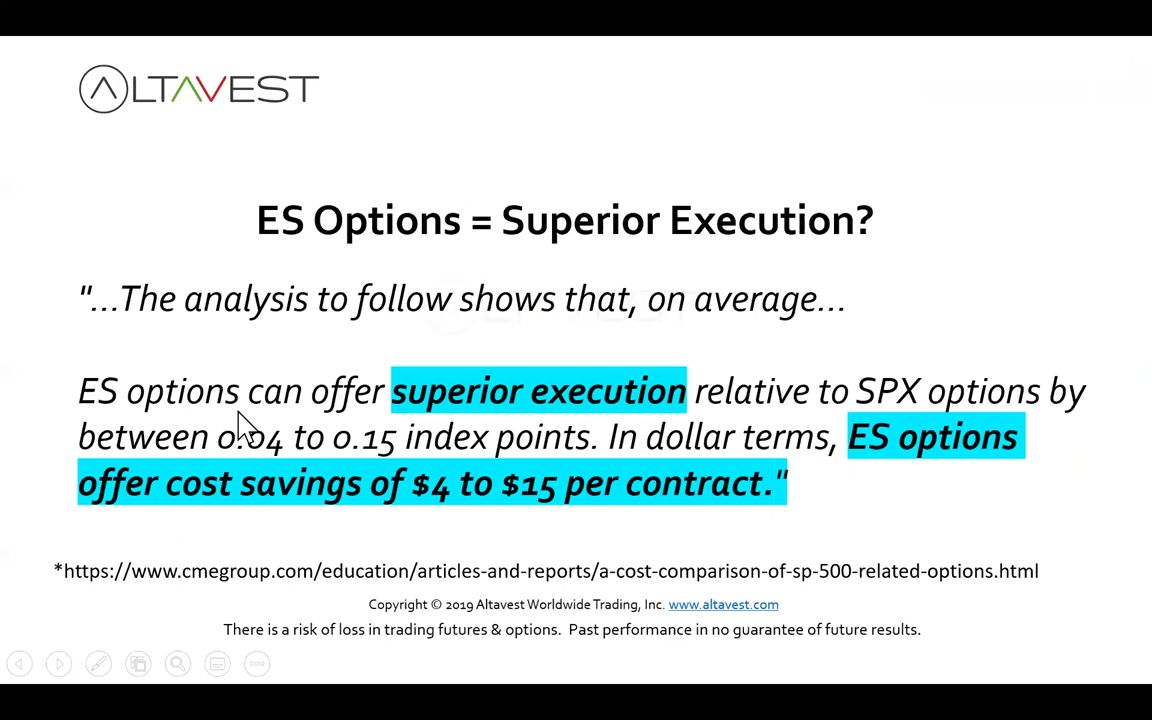 ALTAVEST
ES Options = Superior Execution?
"...The analysis to follow shows that, on average...
ES options can offer superior execution relative to SPX options by
between 0.04 to 0.15 index points. In dollar terms, ES options
offer cost savings of $4 to $15 per contract."
*https://www.cmegroup.com/education/articles-and-reports/a-cost-comparison-of-sp-500-related-options.html
Copyright © 2019 Altavest Worldwide Trading, Inc. www.altavest.com
There is a risk of loss in trading futures & options.  Past performance in no guarantee of future results.